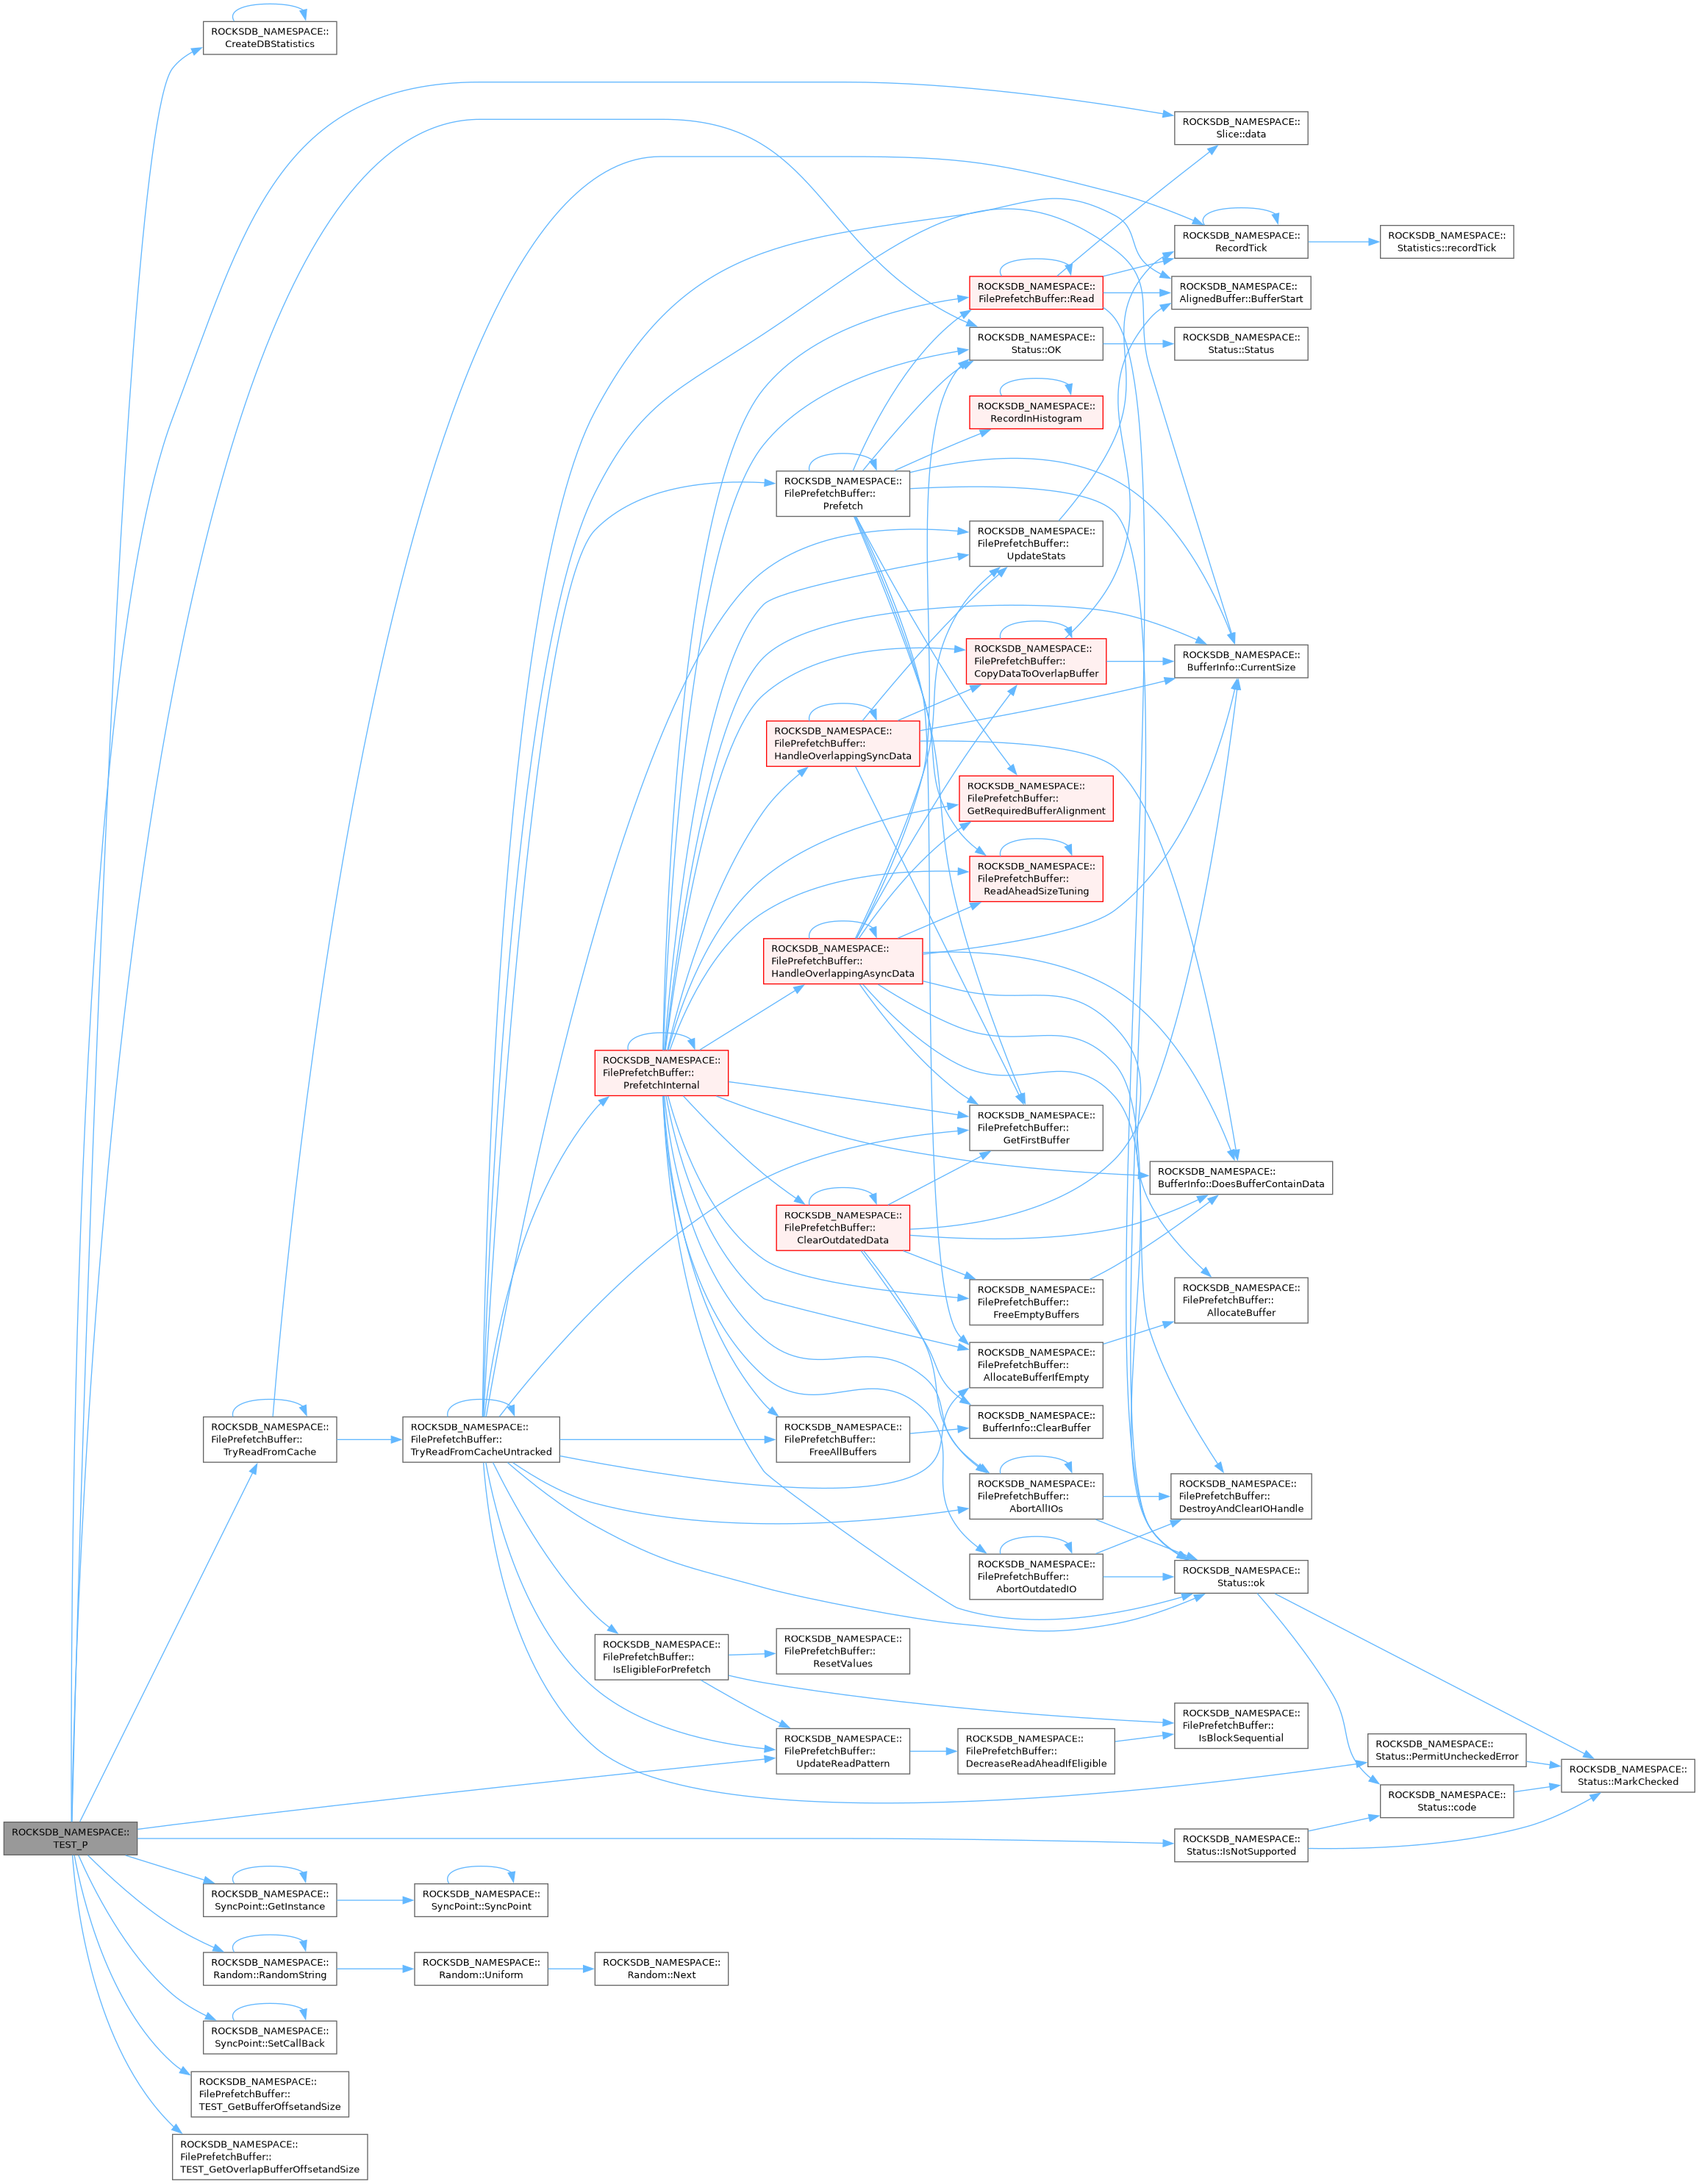 ROCKSDB_NAMESPACE::
CreateDBStatistics
ROCKSDB_NAMESPACE::
Slice::data
ROCKSDB_NAMESPACE::
RecordTick
ROCKSDB_NAMESPACE::
Statistics::recordTick
ROCKSDB_NAMESPACE::
FilePrefetchBuffer::Read
ROCKSDB_NAMESPACE::
AlignedBuffer::BufferStart
ROCKSDB_NAMESPACE::
Status::OK
ROCKSDB_NAMESPACE::
Status::Status
ROCKSDB_NAMESPACE::
RecordInHistogram
ROCKSDB_NAMESPACE::
FilePrefetchBuffer::
Prefetch
ROCKSDB_NAMESPACE::
FilePrefetchBuffer::
UpdateStats
ROCKSDB_NAMESPACE::
FilePrefetchBuffer::
CopyDataToOverlapBuffer
ROCKSDB_NAMESPACE::
BufferInfo::CurrentSize
ROCKSDB_NAMESPACE::
FilePrefetchBuffer::
HandleOverlappingSyncData
ROCKSDB_NAMESPACE::
FilePrefetchBuffer::
GetRequiredBufferAlignment
ROCKSDB_NAMESPACE::
FilePrefetchBuffer::
ReadAheadSizeTuning
ROCKSDB_NAMESPACE::
FilePrefetchBuffer::
HandleOverlappingAsyncData
ROCKSDB_NAMESPACE::
FilePrefetchBuffer::
PrefetchInternal
ROCKSDB_NAMESPACE::
FilePrefetchBuffer::
GetFirstBuffer
ROCKSDB_NAMESPACE::
BufferInfo::DoesBufferContainData
ROCKSDB_NAMESPACE::
FilePrefetchBuffer::
ClearOutdatedData
ROCKSDB_NAMESPACE::
FilePrefetchBuffer::
FreeEmptyBuffers
ROCKSDB_NAMESPACE::
FilePrefetchBuffer::
AllocateBuffer
ROCKSDB_NAMESPACE::
FilePrefetchBuffer::
AllocateBufferIfEmpty
ROCKSDB_NAMESPACE::
FilePrefetchBuffer::
TryReadFromCache
ROCKSDB_NAMESPACE::
FilePrefetchBuffer::
TryReadFromCacheUntracked
ROCKSDB_NAMESPACE::
FilePrefetchBuffer::
FreeAllBuffers
ROCKSDB_NAMESPACE::
BufferInfo::ClearBuffer
ROCKSDB_NAMESPACE::
FilePrefetchBuffer::
AbortAllIOs
ROCKSDB_NAMESPACE::
FilePrefetchBuffer::
DestroyAndClearIOHandle
ROCKSDB_NAMESPACE::
FilePrefetchBuffer::
AbortOutdatedIO
ROCKSDB_NAMESPACE::
Status::ok
ROCKSDB_NAMESPACE::
FilePrefetchBuffer::
IsEligibleForPrefetch
ROCKSDB_NAMESPACE::
FilePrefetchBuffer::
ResetValues
ROCKSDB_NAMESPACE::
FilePrefetchBuffer::
IsBlockSequential
ROCKSDB_NAMESPACE::
FilePrefetchBuffer::
UpdateReadPattern
ROCKSDB_NAMESPACE::
FilePrefetchBuffer::
DecreaseReadAheadIfEligible
ROCKSDB_NAMESPACE::
Status::PermitUncheckedError
ROCKSDB_NAMESPACE::
Status::MarkChecked
ROCKSDB_NAMESPACE::
Status::code
ROCKSDB_NAMESPACE::
TEST_P
ROCKSDB_NAMESPACE::
Status::IsNotSupported
ROCKSDB_NAMESPACE::
SyncPoint::GetInstance
ROCKSDB_NAMESPACE::
SyncPoint::SyncPoint
ROCKSDB_NAMESPACE::
Random::RandomString
ROCKSDB_NAMESPACE::
Random::Uniform
ROCKSDB_NAMESPACE::
Random::Next
ROCKSDB_NAMESPACE::
SyncPoint::SetCallBack
ROCKSDB_NAMESPACE::
FilePrefetchBuffer::
TEST_GetBufferOffsetandSize
ROCKSDB_NAMESPACE::
FilePrefetchBuffer::
TEST_GetOverlapBufferOffsetandSize